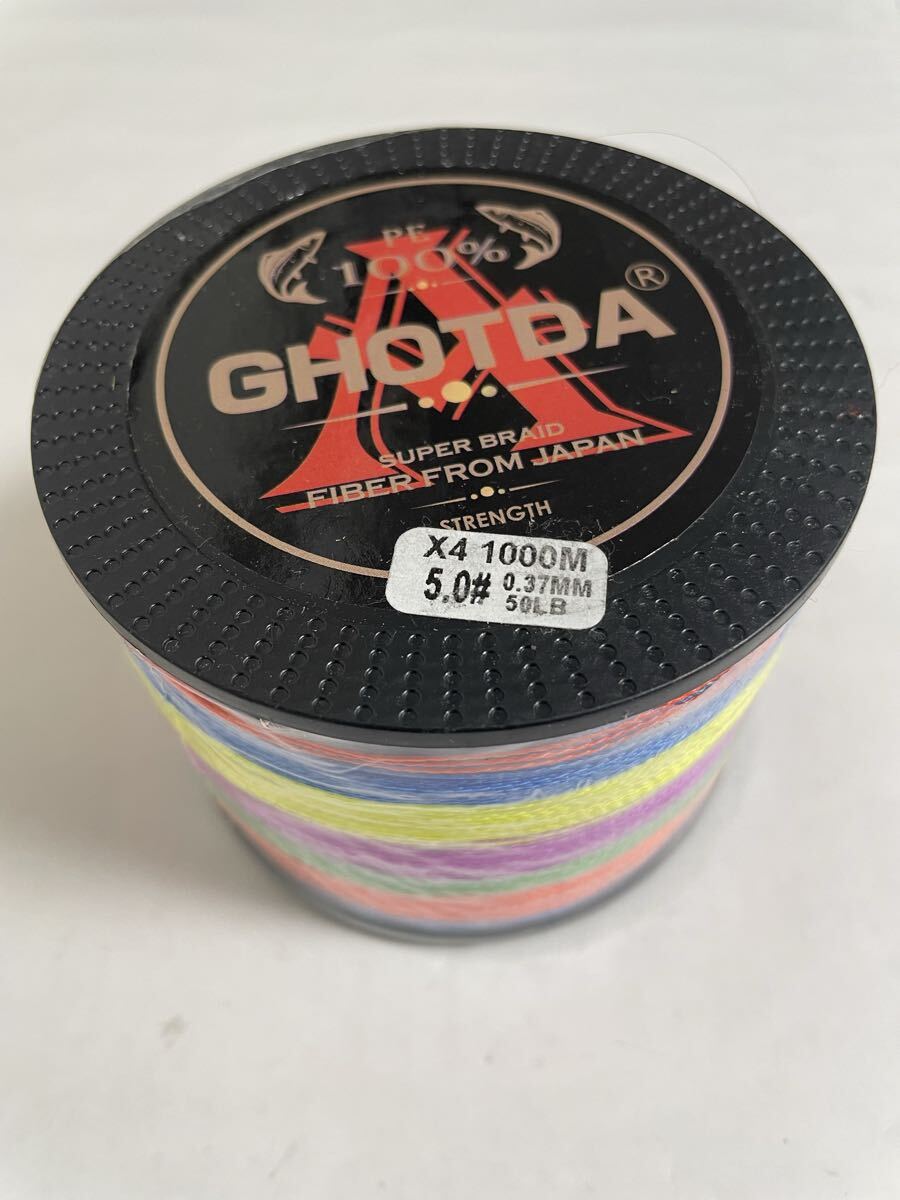 PE
100%
GHOTDA®
SUPER BRAID
FIBER FROM JAPAN
STRENGTH
X4 1000M
5.0# 0.37MM
50LB